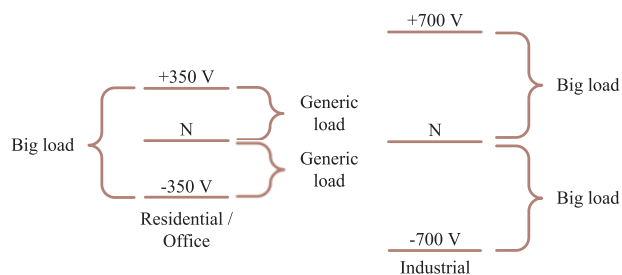 +700 V
+350 V
Generic
load
Big load
N
N
Big load
Generic
load
-350 V
Big load
Residential /
Office
-700 V
Industrial